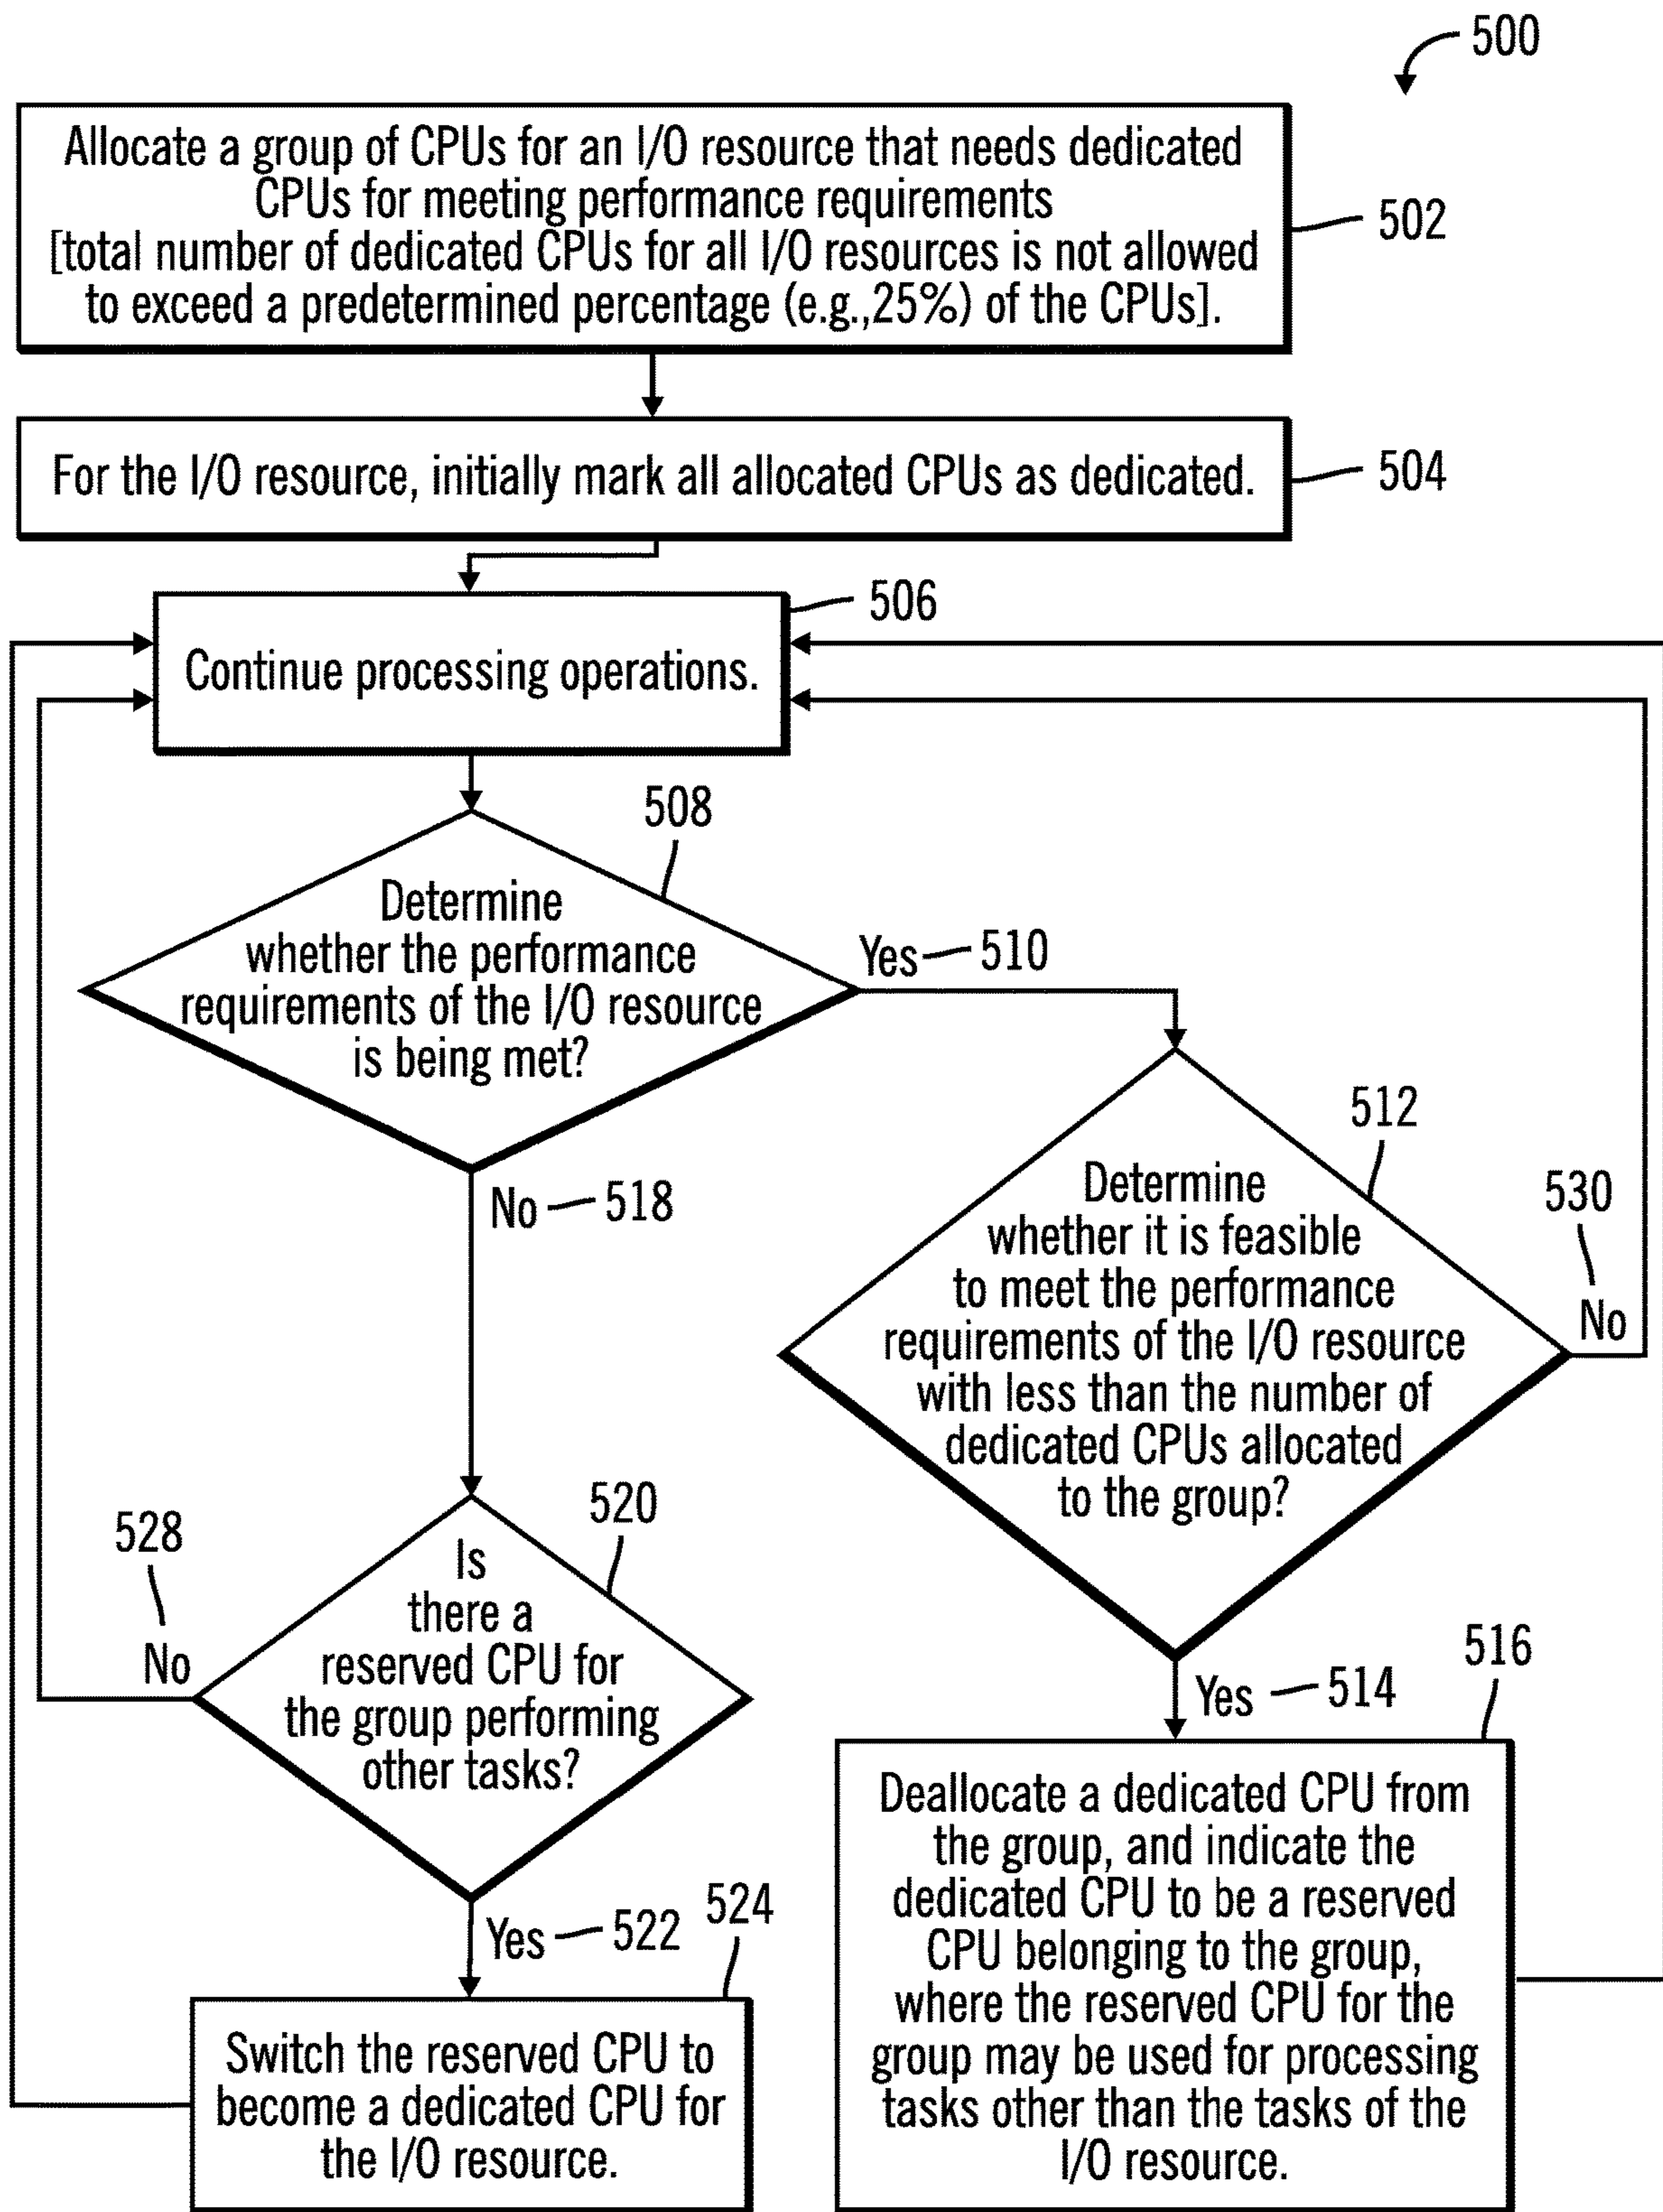 500
Allocate a group of CPUs for an I/O resource that needs dedicated
CPUs for meeting performance requirements
[total number of dedicated CPUs for all I/O resources is not allowed
to exceed a predetermined percentage (e.g.,25%) of the CPUs].
502
For the I/O resource, initially mark all allocated CPUs as dedicated.
504
506
Continue processing operations.
508
Determine
whether the performance
requirements of the I/O resource
is being met?
Yes
510
512
Determine
whether it is feasible
to meet the performance
requirements of the I/O resource
with less than the number of
dedicated CPUs allocated
to the group?
530
No
No
518
520
Is
there a
reserved CPU for
the group performing
other tasks?
528
No
Yes
514
516
Deallocate a dedicated CPU from
the group, and indicate the
dedicated CPU to be a reserved
CPU belonging to the group,
where the reserved CPU for the
group may be used for processing
tasks other than the tasks of the
I/O resource.
Yes
522
524
Switch the reserved CPU to
become a dedicated CPU for
the I/O resource.